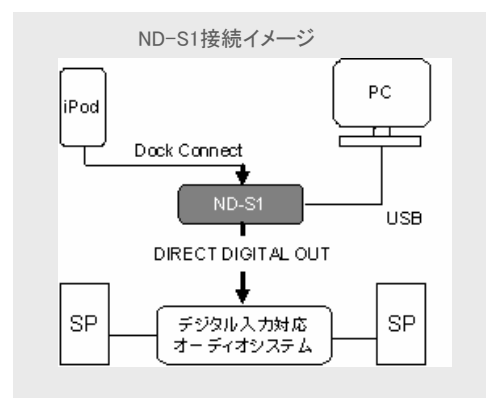 ND-S1接続イメージ
iPod
PC
Dock Connect
ND-S1
USB
DIRECT DIGITAL OUT
SP
デジタル入力対応
オーディオシステム
SP